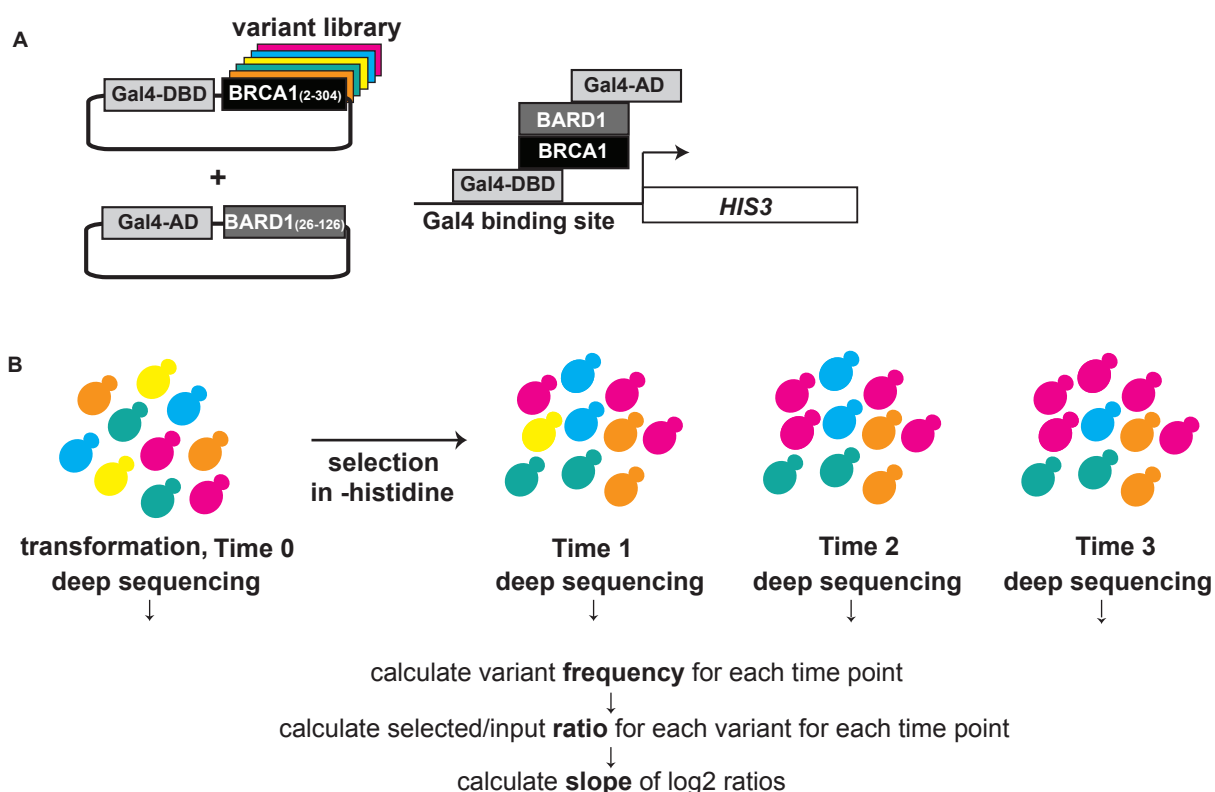 A
variant library
Gal4-DBD
BRCA1(2-304)
+
Gal4-AD
BARD1(26-126)
Gal4-AD
BARD1
BRCA1
Gal4-DBD
Gal4 binding site
HIS3
B
selection
in -histidine
transformation, Time 0
deep sequencing
↓
Time 1
deep sequencing
↓
Time 2
deep sequencing
↓
Time 3
deep sequencing
↓
calculate variant frequency for each time point
↓
calculate selected/input ratio for each variant for each time point
↓
calculate slope of log2 ratios